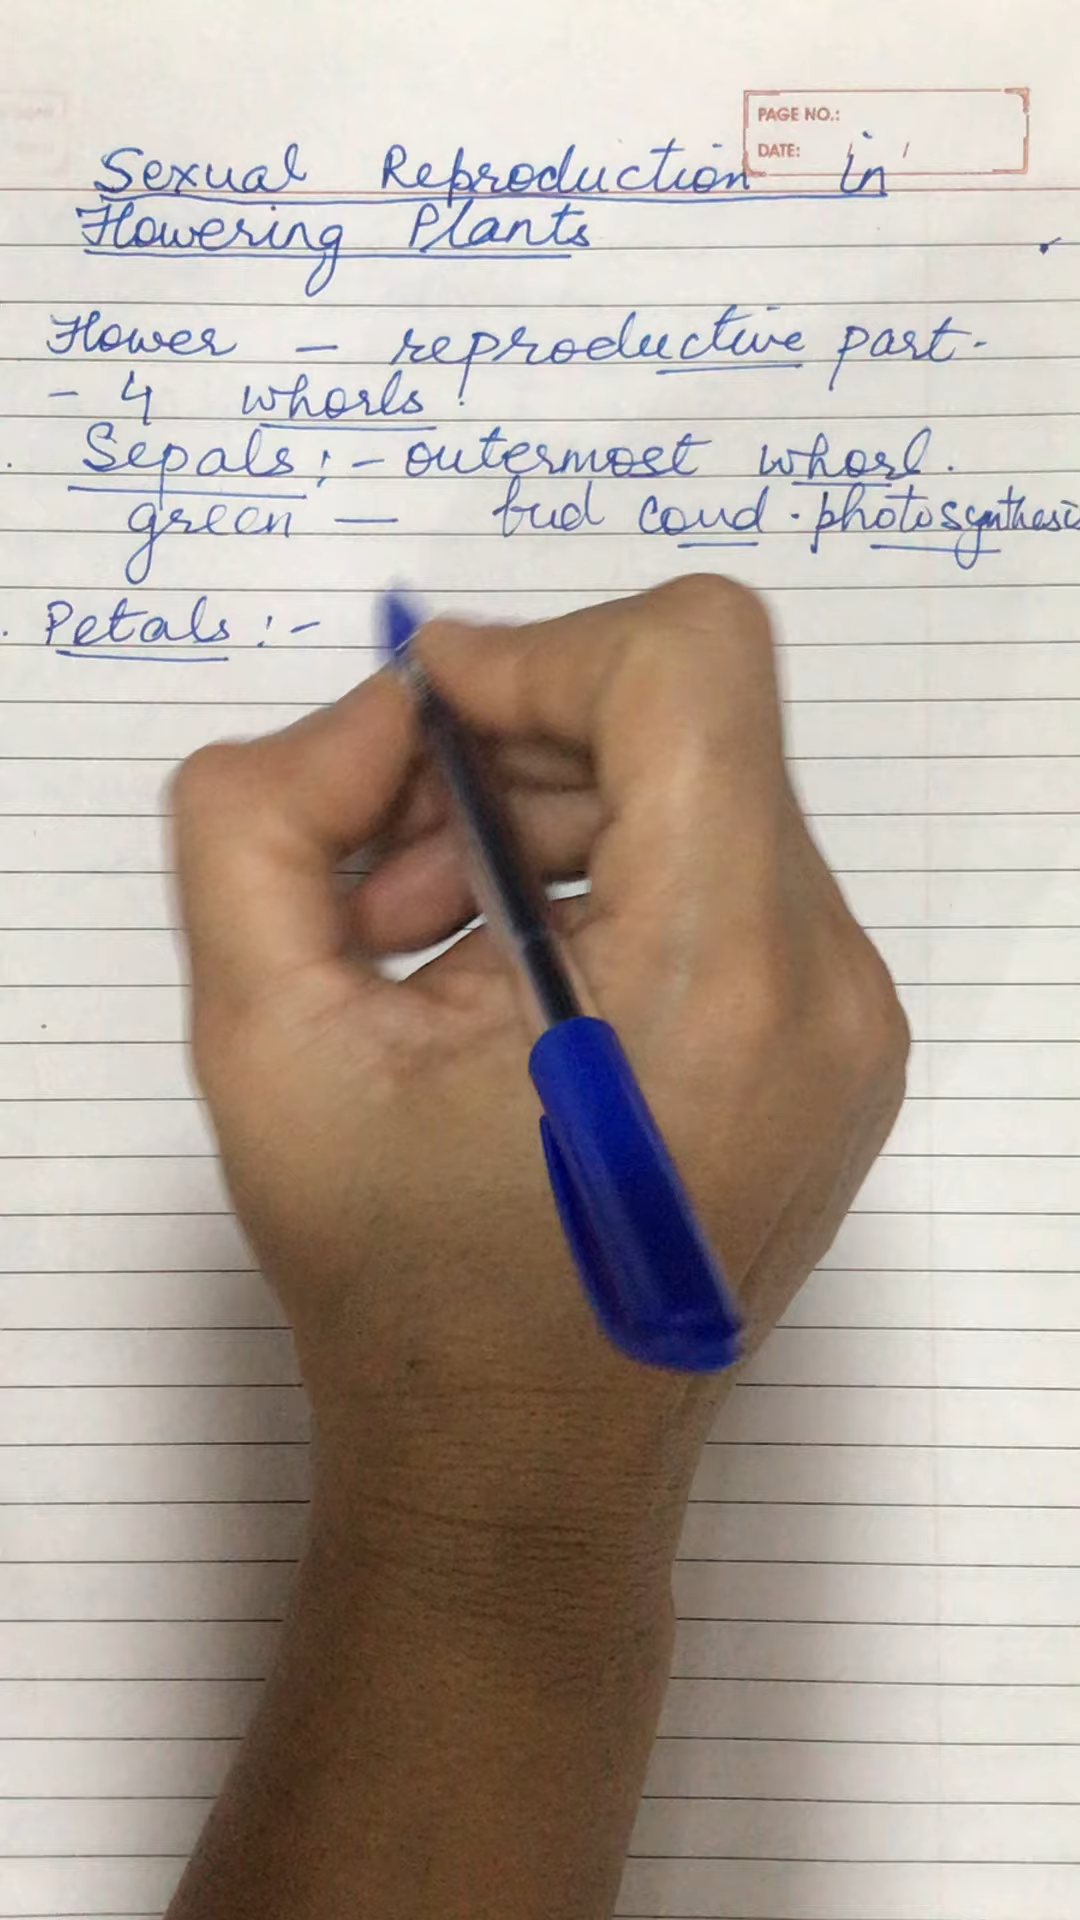 PAGE NO.:
DATE: / /
Sexual Reproduction in
Flowering Plants
Flower - reproductive part.
- 4 whorls.
Sepals :- outermost whorl.
green — bud cond. photosynthesis
Petals :-